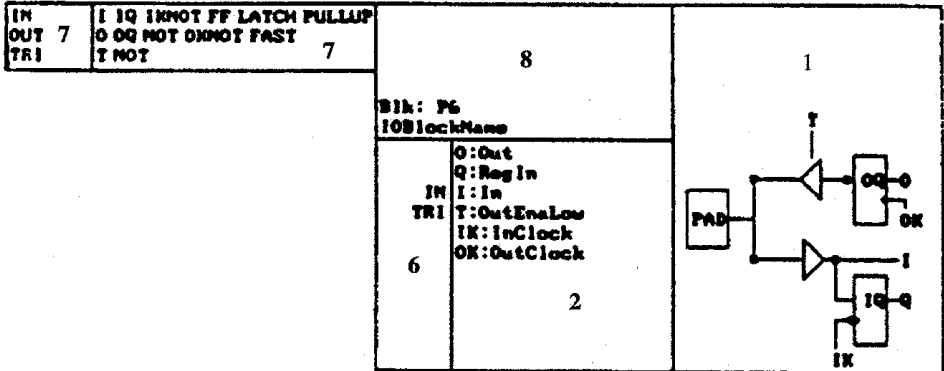 IN I IQ IKNOT FF LATCH PULLUP
OUT 7 O OQ NOT OKNOT FAST
TRI T NOT 7
8
Blk: P6
IOBlockName
O:Out
Q:RegIn
IN I:In
TRI T:OutEnaLow
IK:InClock
OK:OutClock
6
2
1
T
OQ O
PAD
OK
I
IQ Q
IK